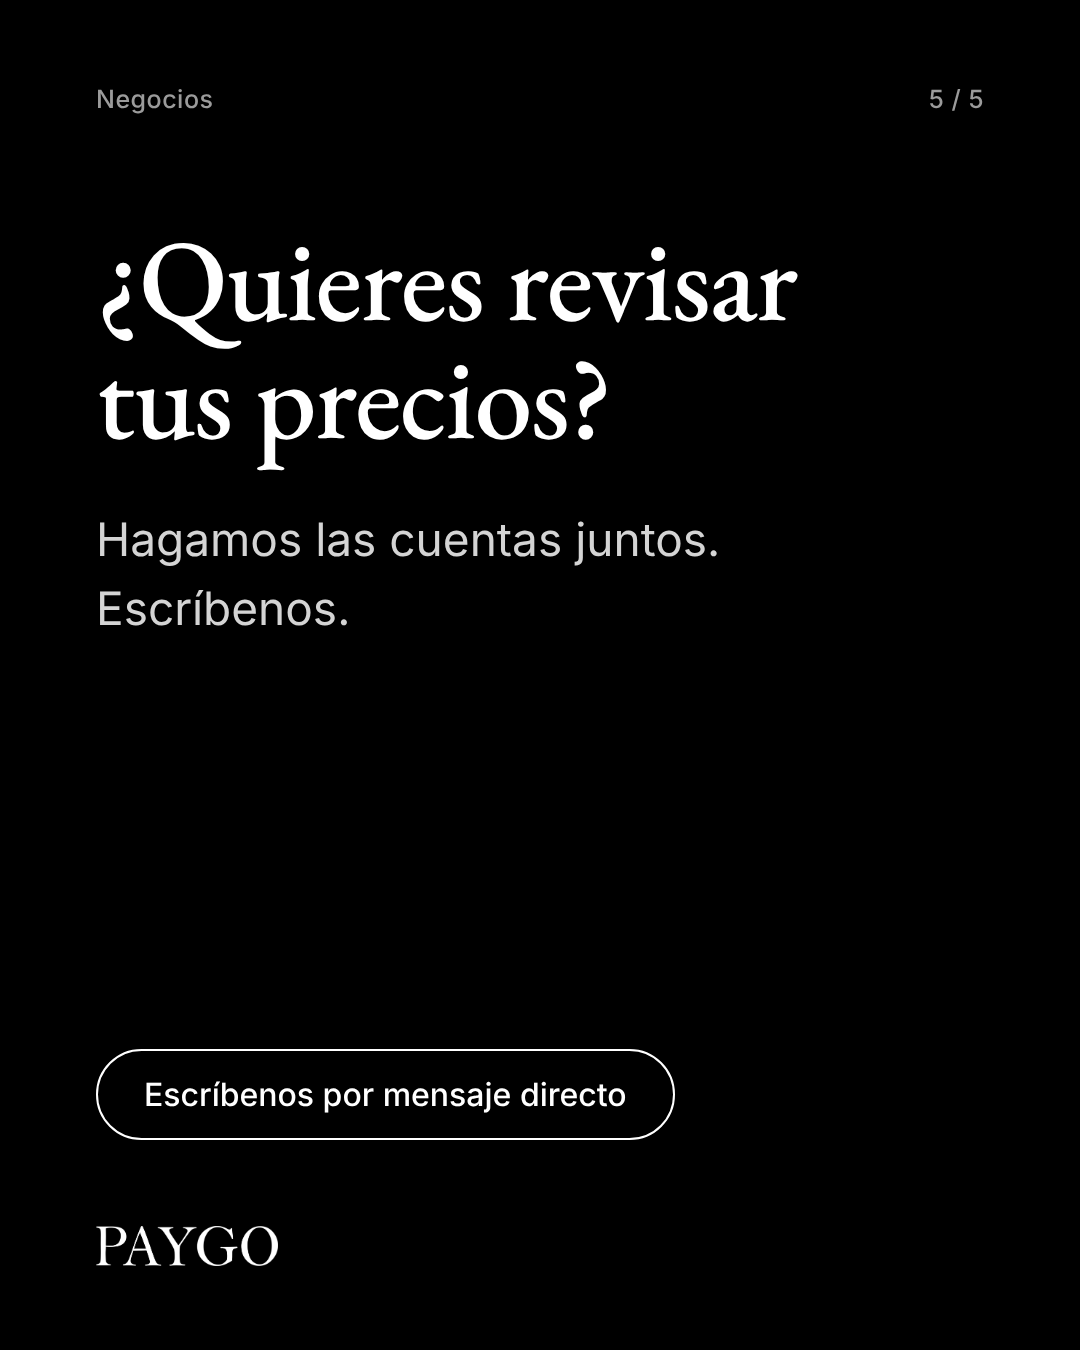 Negocios
5 / 5
¿Quieres revisar
tus precios?
Hagamos las cuentas juntos.
Escríbenos.
Escríbenos por mensaje directo
PAYGO